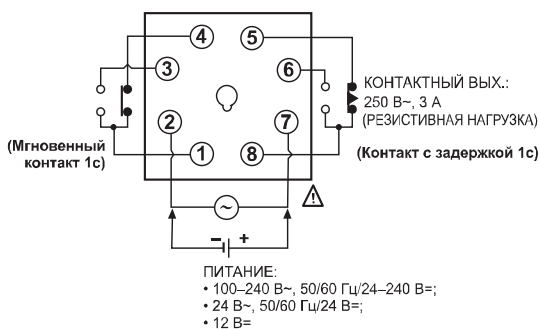 4
5
3
6
КОНТАКТНЫЙ ВЫХ.:
250 В~, 3 А
(РЕЗИСТИВНАЯ НАГРУЗКА)
2
7
(Мгновенный
контакт 1с)
1
8
(Контакт с задержкой 1с)
~
!
− +
ПИТАНИЕ:
• 100–240 В~, 50/60 Гц/24–240 В=;
• 24 В~, 50/60 Гц/24 В=;
• 12 В=